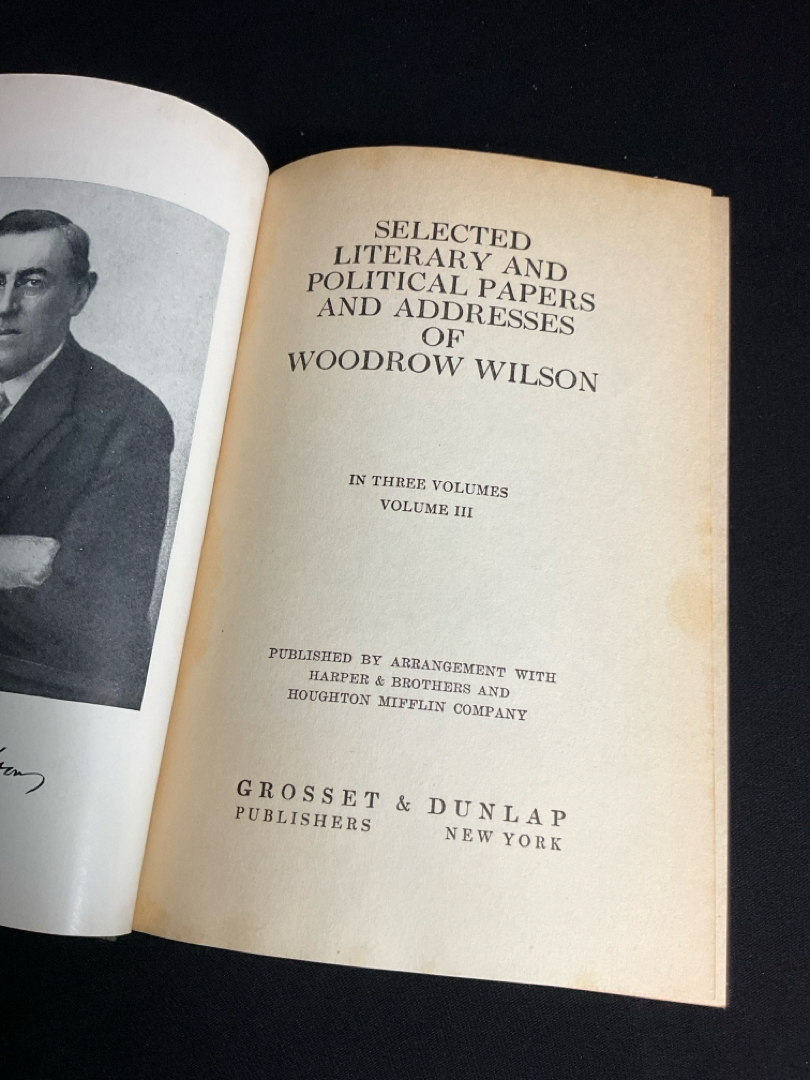 SELECTED
LITERARY AND
POLITICAL PAPERS
AND ADDRESSES
OF
WOODROW WILSON
IN THREE VOLUMES
VOLUME III
PUBLISHED BY ARRANGEMENT WITH
HARPER & BROTHERS AND
HOUGHTON MIFFLIN COMPANY
GROSSET & DUNLAP
PUBLISHERS NEW YORK